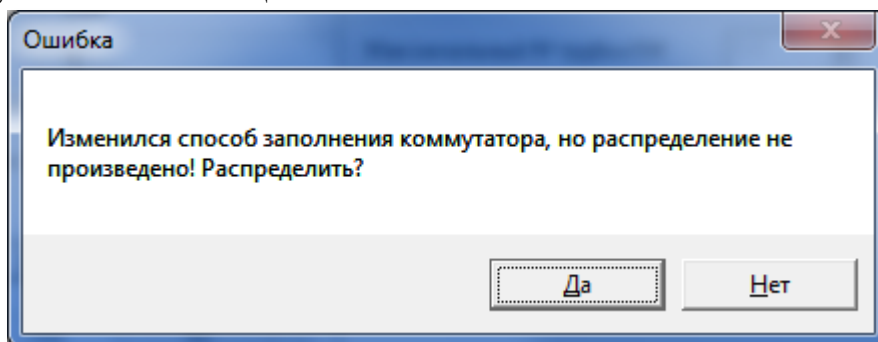 Ошибка
Изменился способ заполнения коммутатора, но распределение не
произведено! Распределить?
Да
Нет